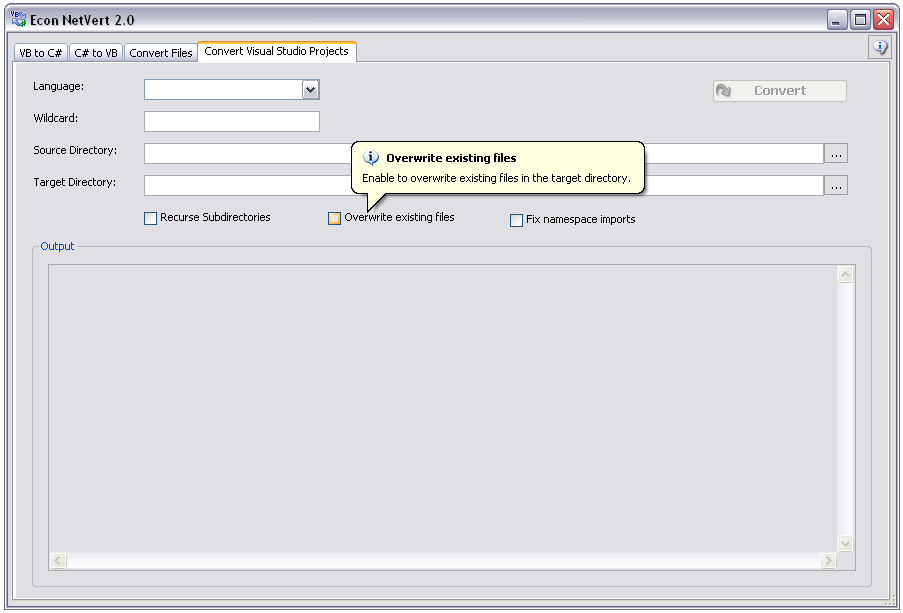 Econ NetVert 2.0
VB to C# C# to VB Convert Files Convert Visual Studio Projects
Language:
Convert
Wildcard:
Source Directory:
...
Overwrite existing files
Enable to overwrite existing files in the target directory.
Target Directory:
...
Recurse Subdirectories Overwrite existing files Fix namespace imports
Output